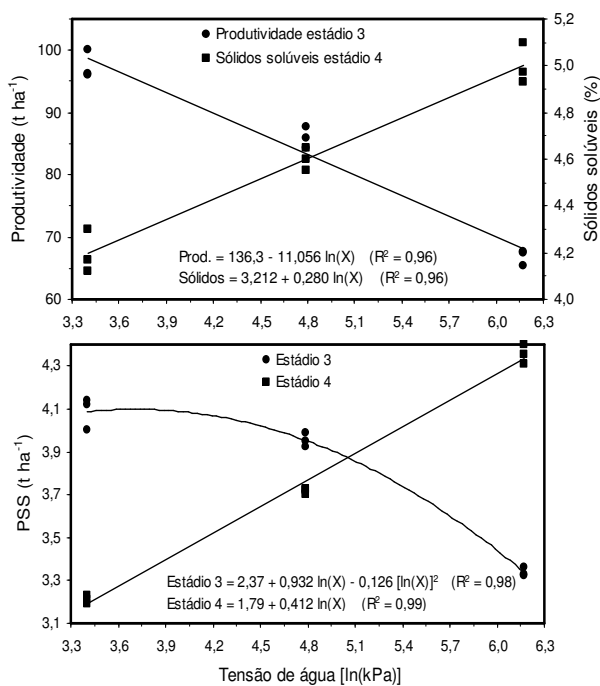 Produtividade (t ha-1)
100
95
90
85
80
75
70
65
60
● Produtividade estádio 3
■ Sólidos solúveis estádio 4
5,2
5,0
4,8
4,6
4,4
4,2
4,0
Sólidos solúveis (%)
Prod. = 136,3 - 11,056 ln(X) (R² = 0,96)
Sólidos = 3,212 + 0,280 ln(X) (R² = 0,96)
3,3 3,6 3,9 4,2 4,5 4,8 5,1 5,4 5,7 6,0 6,3
PSS (t ha-1)
4,3
4,1
3,9
3,7
3,5
3,3
3,1
● Estádio 3
■ Estádio 4
Estádio 3 = 2,37 + 0,932 ln(X) - 0,126 [ln(X)]² (R² = 0,98)
Estádio 4 = 1,79 + 0,412 ln(X) (R² = 0,99)
3,3 3,6 3,9 4,2 4,5 4,8 5,1 5,4 5,7 6,0 6,3
Tensão de água [ln(kPa)]